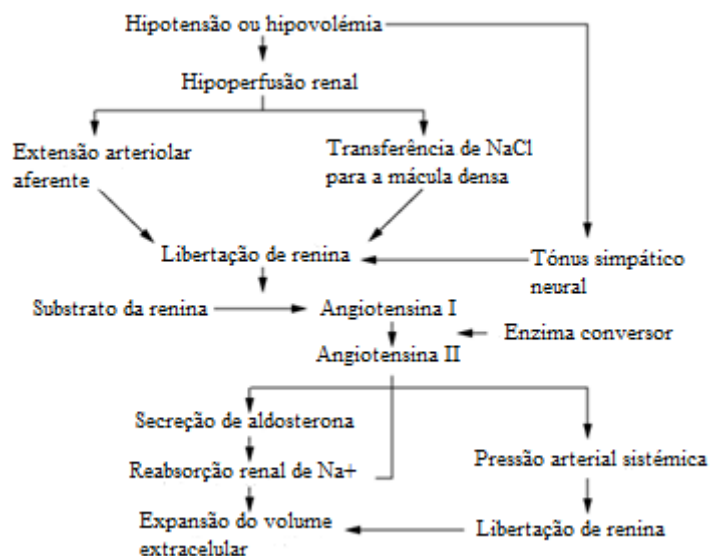 Hipotensão ou hipovolémia
Hipoperfusão renal
Extensão arteriolar
aferente
Transferência de NaCl
para a mácula densa
Libertação de renina
Tónus simpático
neural
Substrato da renina
Angiotensina I
Enzima conversor
Angiotensina II
Secreção de aldosterona
Reabsorção renal de Na+
Pressão arterial sistémica
Expansão do volume
extracelular
Libertação de renina